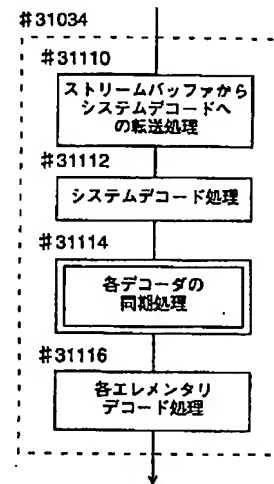 #31034
#31110
ストリームバッファから
システムデコードへ
の転送処理
#31112
システムデコード処理
#31114
各デコーダの
同期処理
#31116
各エレメンタリ
デコード処理